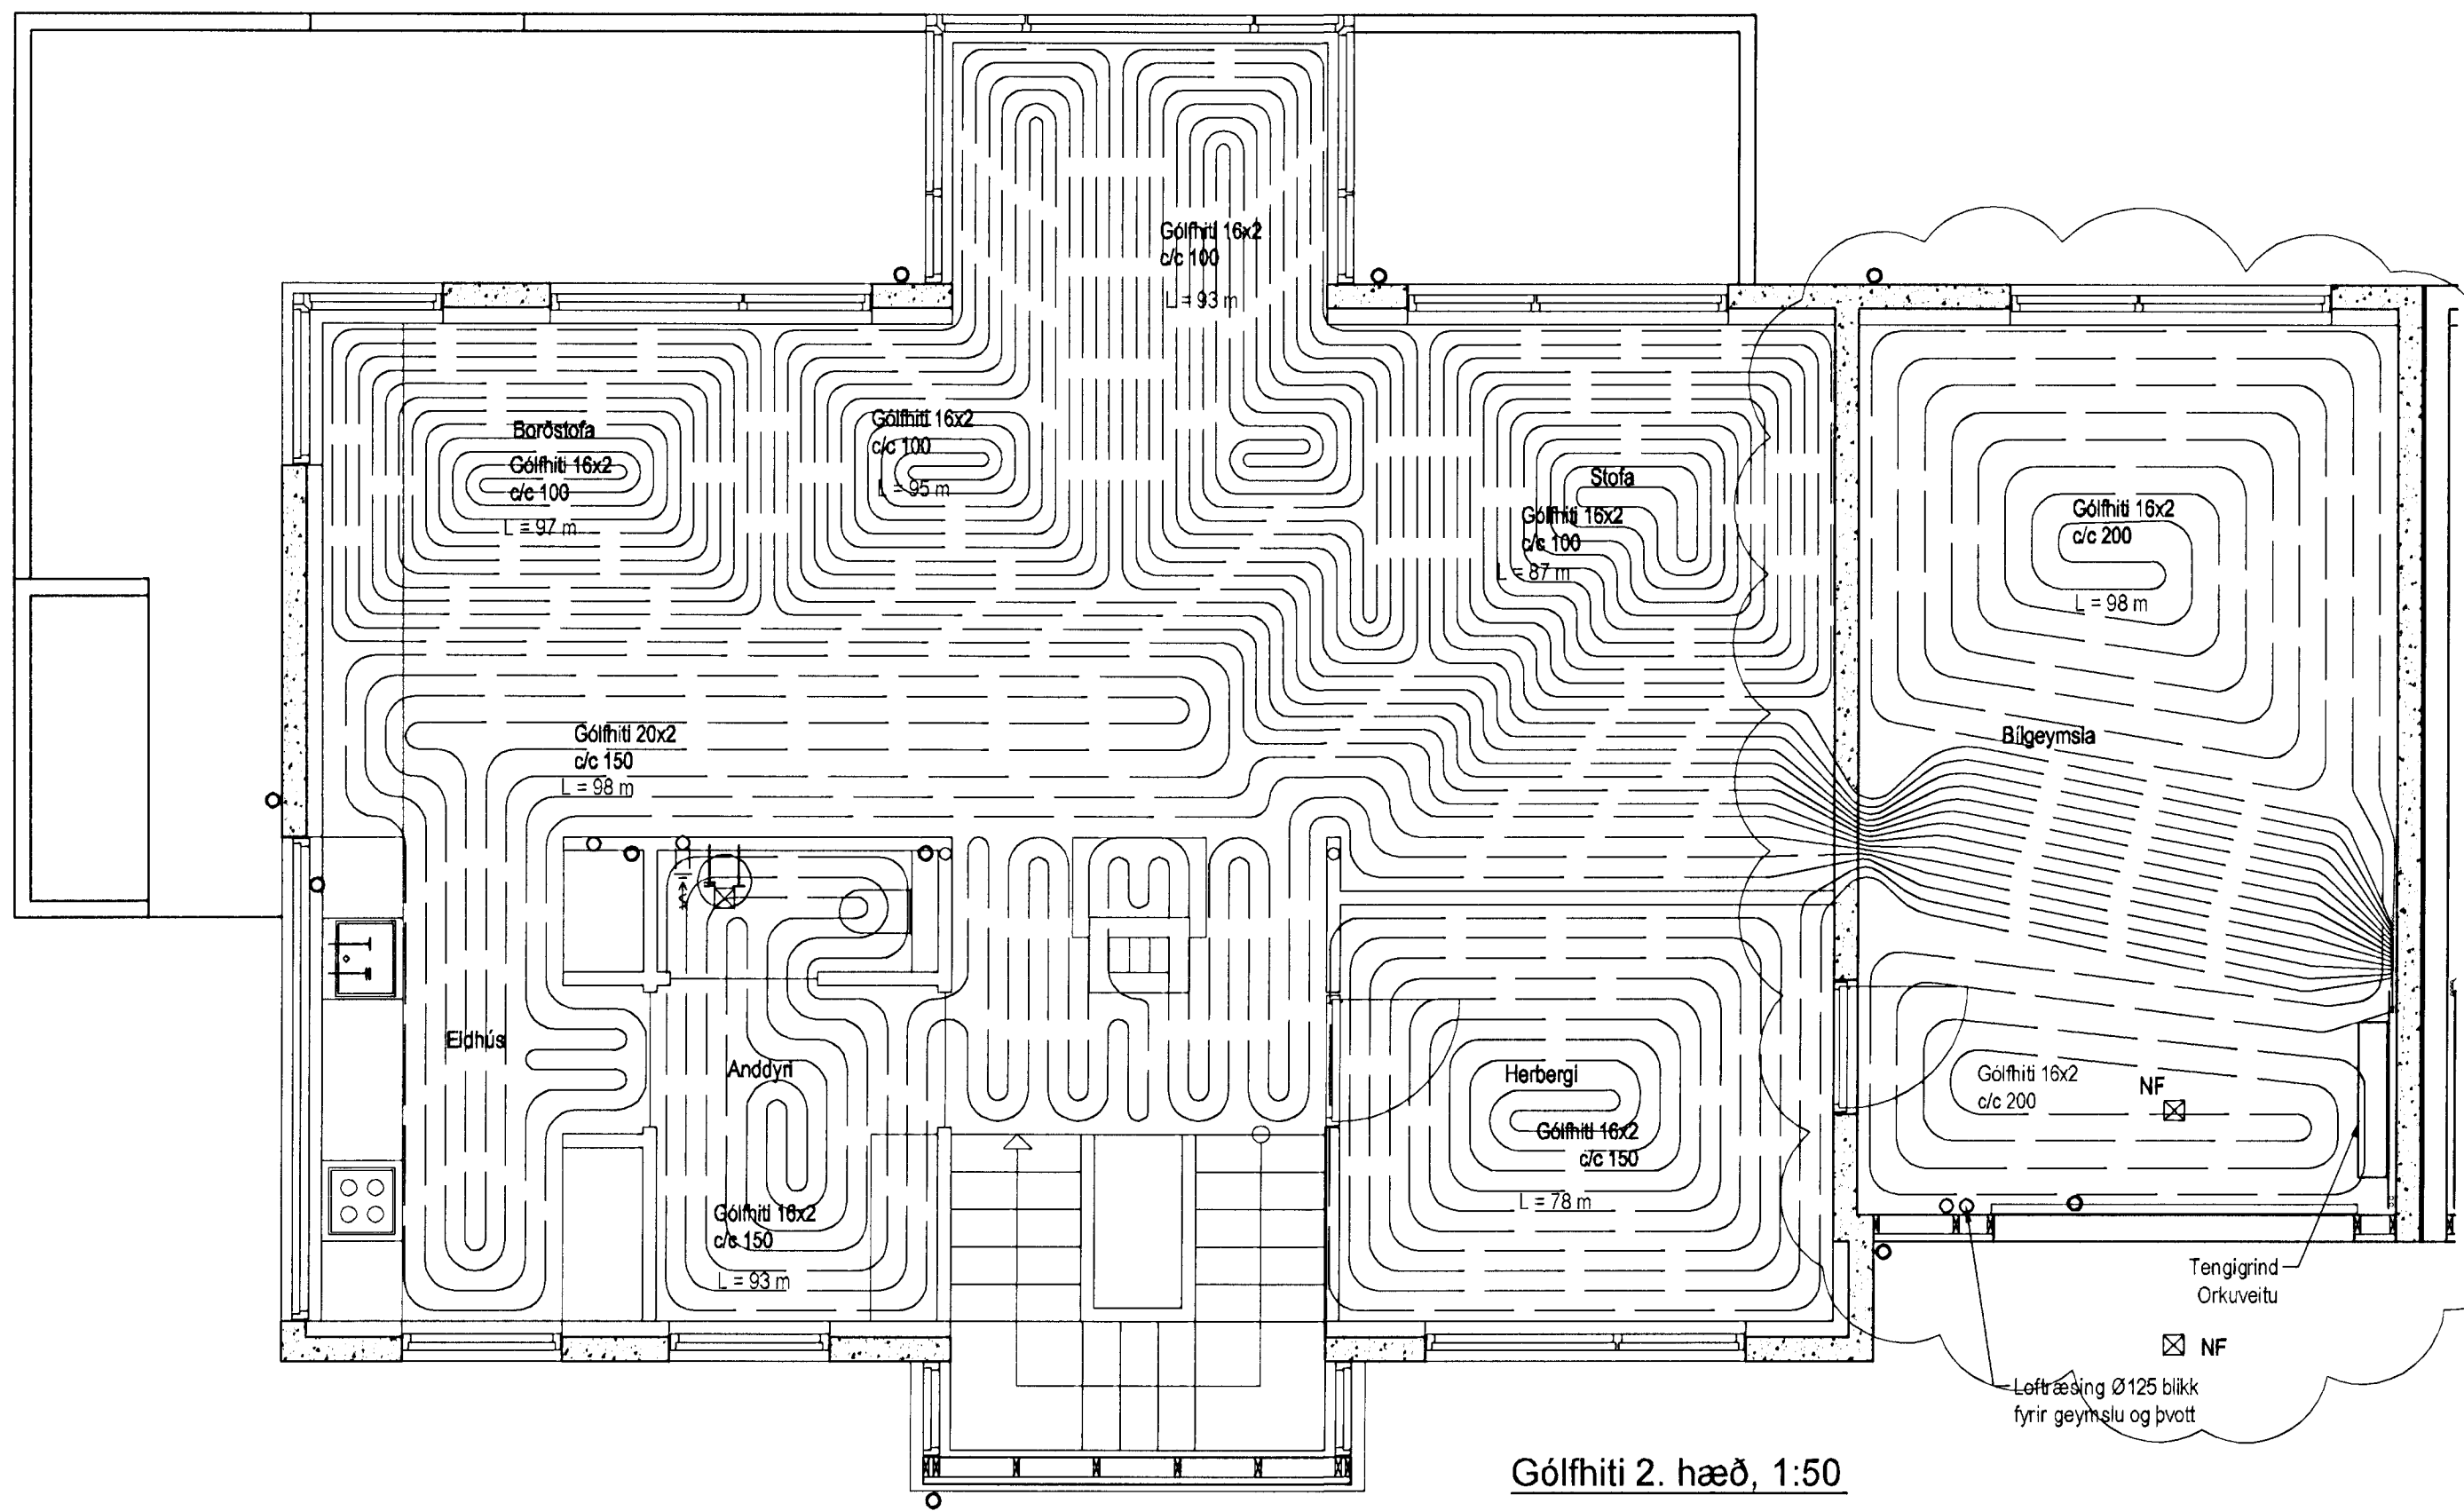 Gólfhiti 16x2
c/c 100
L = 93 m
Borðstofa
Gólfhiti 16x2
c/c 100
L = 97 m
Gólfhiti 16x2
c/c 100
L = 95 m
Stofa
Gólfhiti 16x2
c/c 100
L = 87 m
Gólfhiti 16x2
c/c 200
L = 98 m
Bílgeymsla
Gólfhiti 20x2
c/c 150
L = 98 m
Eldhús
Anddyri
Gólfhiti 16x2
c/c 150
L = 93 m
Herbergi
Gólfhiti 16x2
c/c 150
L = 78 m
Gólfhiti 16x2
c/c 200
NF
Tengigrind
Orkuveitu
NF
Loftræsing Ø125 blikk
fyrir geymslu og þvott
Gólfhiti 2. hæð, 1:50